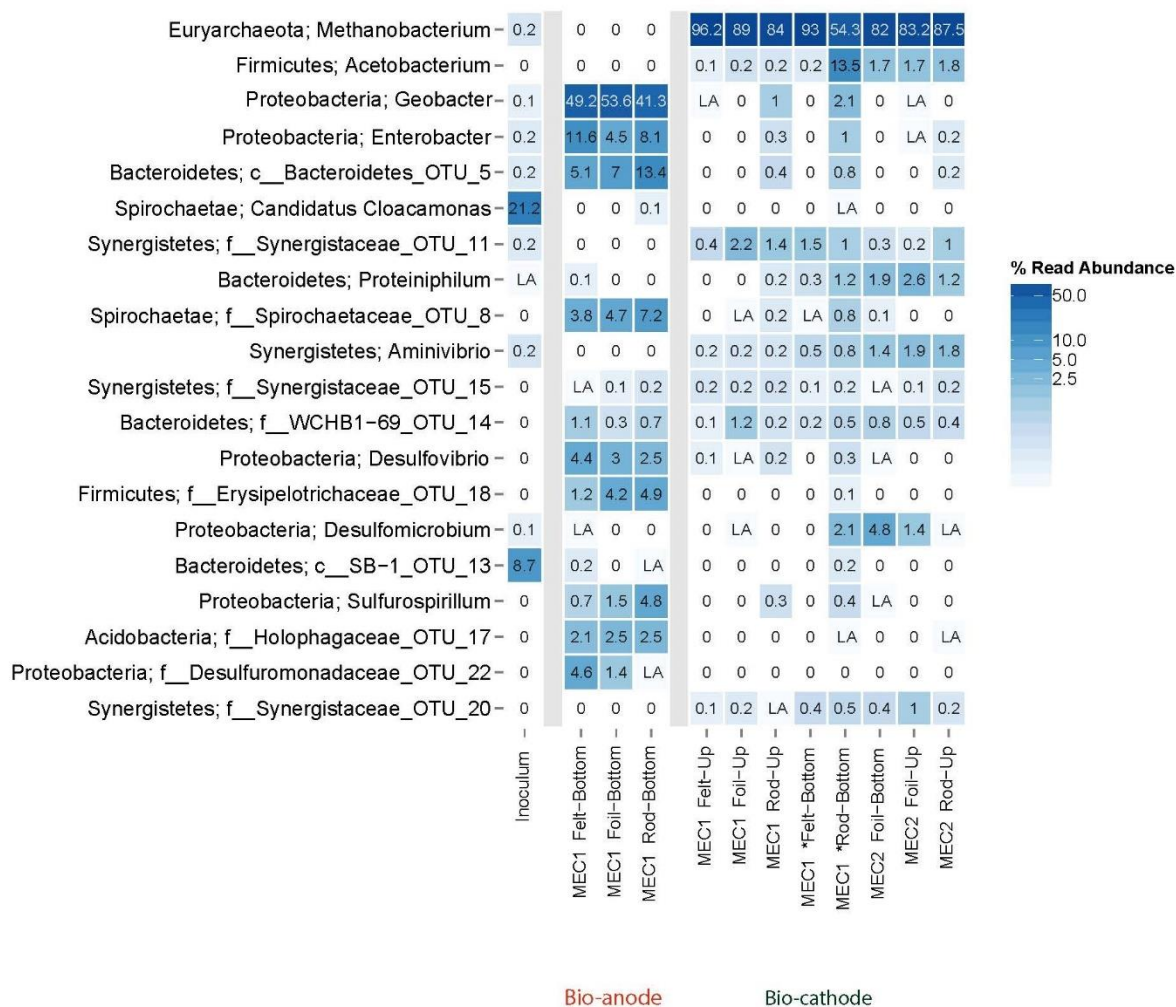 Euryarchaeota; Methanobacterium 0.2 0 0 0 96.2 89 84 93 54.3 82 83.2 87.5
Firmicutes; Acetobacterium 0 0 0 0 0.1 0.2 0.2 0.2 13.5 1.7 1.7 1.8
Proteobacteria; Geobacter 0.1 49.2 53.6 41.3 LA 0 1 0 2.1 0 LA 0
Proteobacteria; Enterobacter 0.2 11.6 4.5 8.1 0 0 0.3 0 1 0 LA 0.2
Bacteroidetes; c__Bacteroidetes_OTU_5 0.2 5.1 7 13.4 0 0 0.4 0 0.8 0 0 0.2
Spirochaetae; Candidatus Cloacamonas 21.2 0 0 0.1 0 0 0 0 LA 0 0 0
Synergistetes; f__Synergistaceae_OTU_11 0.2 0 0 0 0.4 2.2 1.4 1.5 1 0.3 0.2 1
Bacteroidetes; Proteiniphilum LA 0.1 0 0 0 0 0.2 0.3 1.2 1.9 2.6 1.2
Spirochaetae; f__Spirochaetaceae_OTU_8 0 3.8 4.7 7.2 0 LA 0.2 LA 0.8 0.1 0 0
Synergistetes; Aminivibrio 0.2 0 0 0 0.2 0.2 0.2 0.5 0.8 1.4 1.9 1.8
Synergistetes; f__Synergistaceae_OTU_15 0 LA 0.1 0.2 0.2 0.2 0.2 0.1 0.2 LA 0.1 0.2
Bacteroidetes; f__WCHB1-69_OTU_14 0 1.1 0.3 0.7 0.1 1.2 0.2 0.2 0.5 0.8 0.5 0.4
Proteobacteria; Desulfovibrio 0 4.4 3 2.5 0.1 LA 0.2 0 0.3 LA 0 0
Firmicutes; f__Erysipelotrichaceae_OTU_18 0 1.2 4.2 4.9 0 0 0 0 0.1 0 0 0
Proteobacteria; Desulfomicrobium 0.1 LA 0 0 0 LA 0 0 2.1 4.8 1.4 LA
Bacteroidetes; c__SB-1_OTU_13 8.7 0.2 0 LA 0 0 0 0 0.2 0 0 0
Proteobacteria; Sulfurospirillum 0 0.7 1.5 4.8 0 0 0.3 0 0.4 LA 0 0
Acidobacteria; f__Holophagaceae_OTU_17 0 2.1 2.5 2.5 0 0 0 0 LA 0 0 LA
Proteobacteria; f__Desulfuromonadaceae_OTU_22 0 4.6 1.4 LA 0 0 0 0 0 0 0 0
Synergistetes; f__Synergistaceae_OTU_20 0 0 0 0 0.1 0.2 LA 0.4 0.5 0.4 1 0.2
Inoculum
MEC1 Felt-Bottom
MEC1 Foil-Bottom
MEC1 Rod-Bottom
MEC1 Felt-Up
MEC1 Foil-Up
MEC1 Rod-Up
MEC1 *Felt-Bottom
MEC1 *Rod-Bottom
MEC2 Foil-Bottom
MEC2 Foil-Up
MEC2 Rod-Up
Bio-anode
Bio-cathode
% Read Abundance
50.0
10.0
5.0
2.5